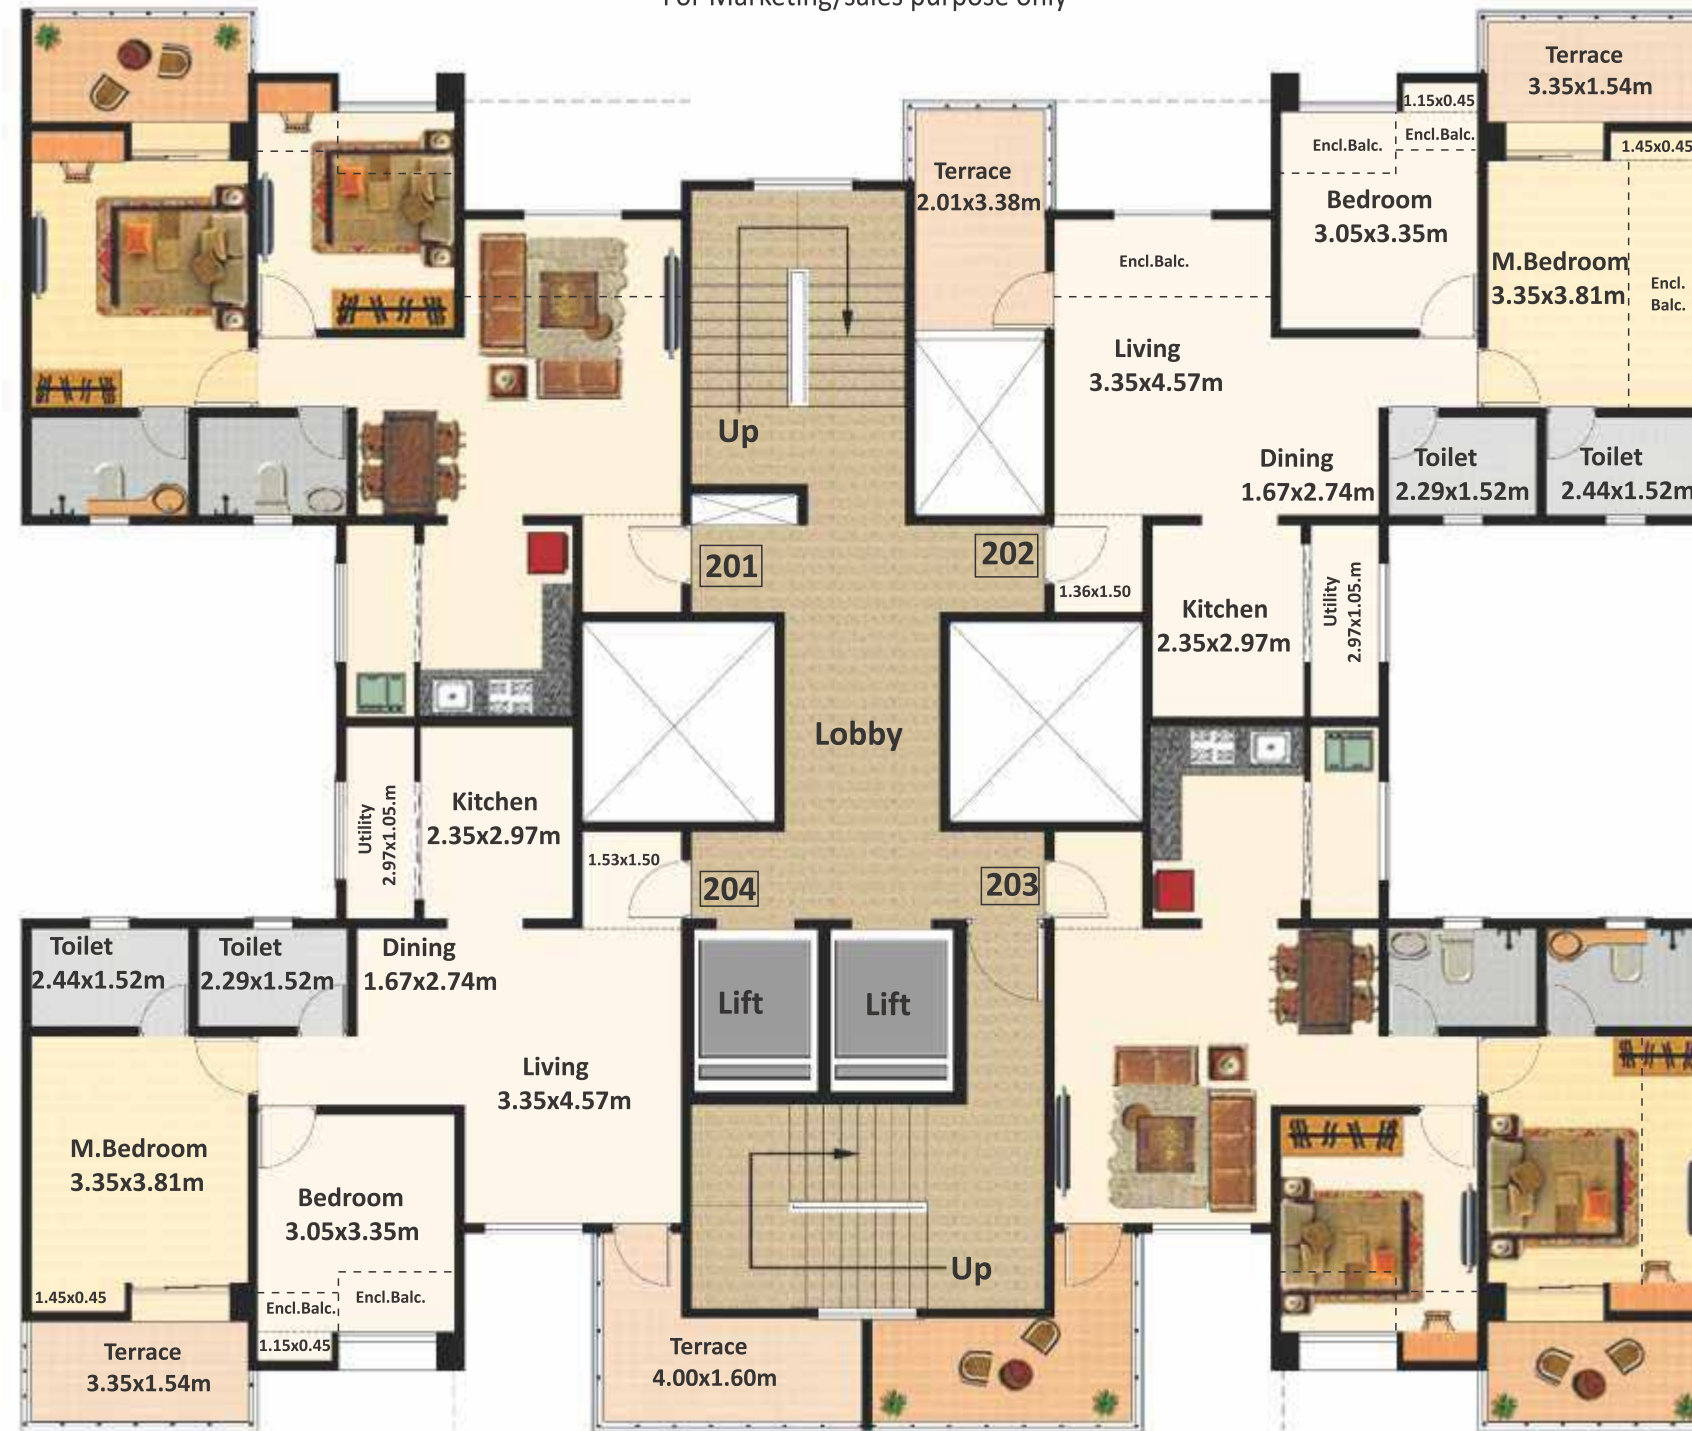 For Marketing/sales purpose only
Terrace
3.35x1.54m
1.15x0.45
Encl.Balc.
Encl.Balc.
1.45x0.45
Terrace
2.01x3.38m
Bedroom
3.05x3.35m
Encl.Balc.
M.Bedroom
3.35x3.81m
Encl.
Balc.
Living
3.35x4.57m
Up
Dining
1.67x2.74m
Toilet
2.29x1.52m
Toilet
2.44x1.52m
201
202
1.36x1.50
Kitchen
2.35x2.97m
Utility
2.97x1.05.m
Lobby
Utility
2.97x1.05.m
Kitchen
2.35x2.97m
1.53x1.50
204
203
Toilet
2.44x1.52m
Toilet
2.29x1.52m
Dining
1.67x2.74m
Lift
Lift
Living
3.35x4.57m
M.Bedroom
3.35x3.81m
Bedroom
3.05x3.35m
Up
1.45x0.45
Encl.Balc.
Encl.Balc.
1.15x0.45
Terrace
3.35x1.54m
Terrace
4.00x1.60m